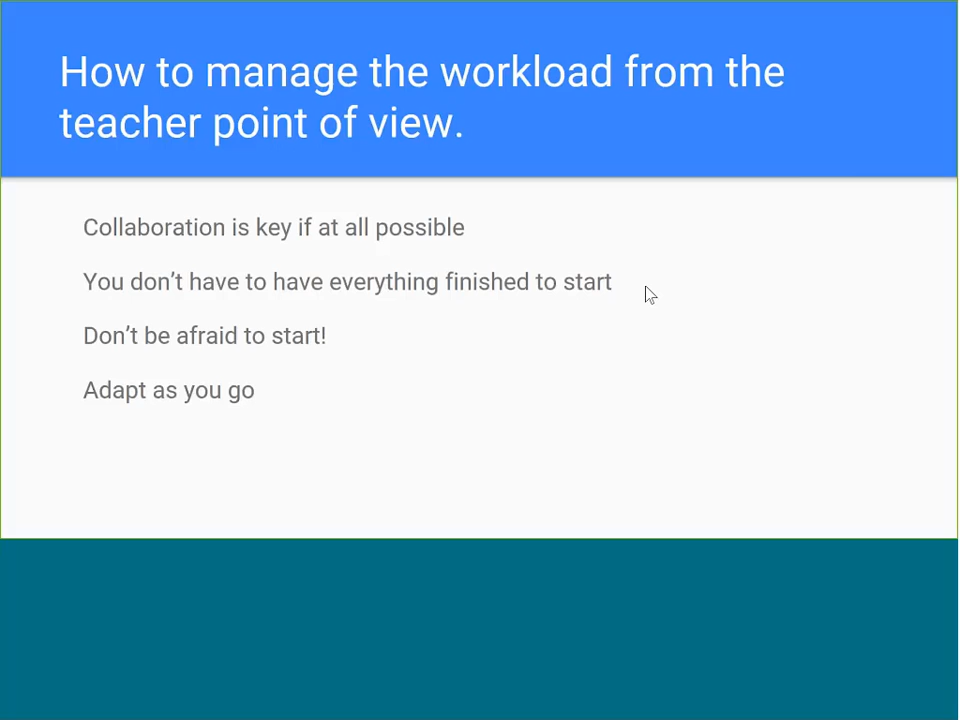 How to manage the workload from the
teacher point of view.
Collaboration is key if at all possible
You don’t have to have everything finished to start
Don’t be afraid to start!
Adapt as you go